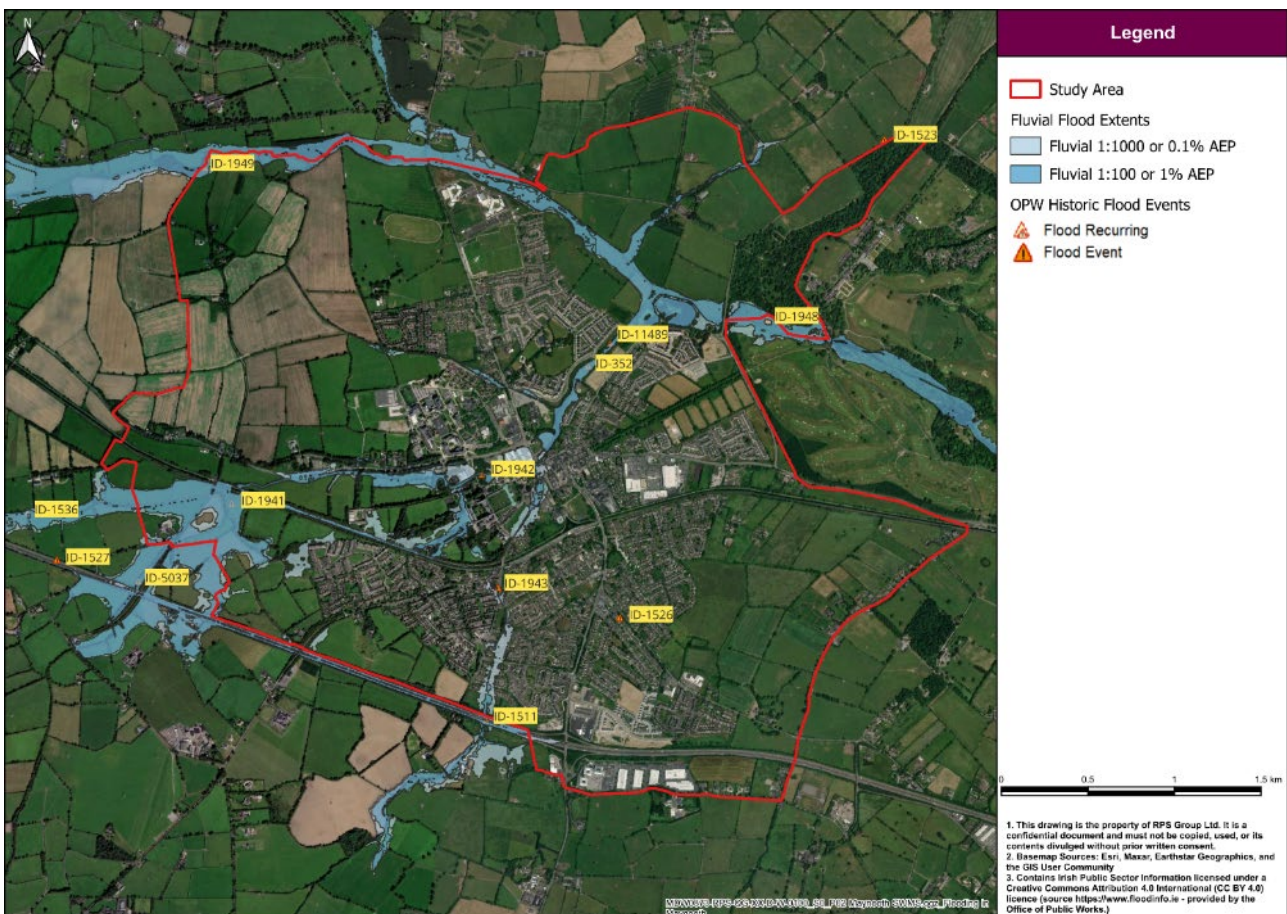 N
Legend
Study Area
Fluvial Flood Extents
Fluvial 1:1000 or 0.1% AEP
Fluvial 1:100 or 1% AEP
OPW Historic Flood Events
Flood Recurring
Flood Event
ID-1523
ID-1949
ID-1948
ID-11489
ID-352
ID-1942
ID-1941
ID-1536
ID-1527
ID-5037
ID-1943
ID-1526
ID-1511
0 0.5 1 1.5 km
1. This drawing is the property of RPS Group Ltd. It is a
confidential document and must not be copied, used, or its
contents divulged without prior written consent.
2. Basemap Sources: Esri, Maxar, Earthstar Geographics, and
the GIS User Community
3. Contains Irish Public Sector Information licensed under a
Creative Commons Attribution 4.0 International (CC BY 4.0)
licence (source https://www.floodinfo.ie - provided by the
Office of Public Works.)
Maynooth